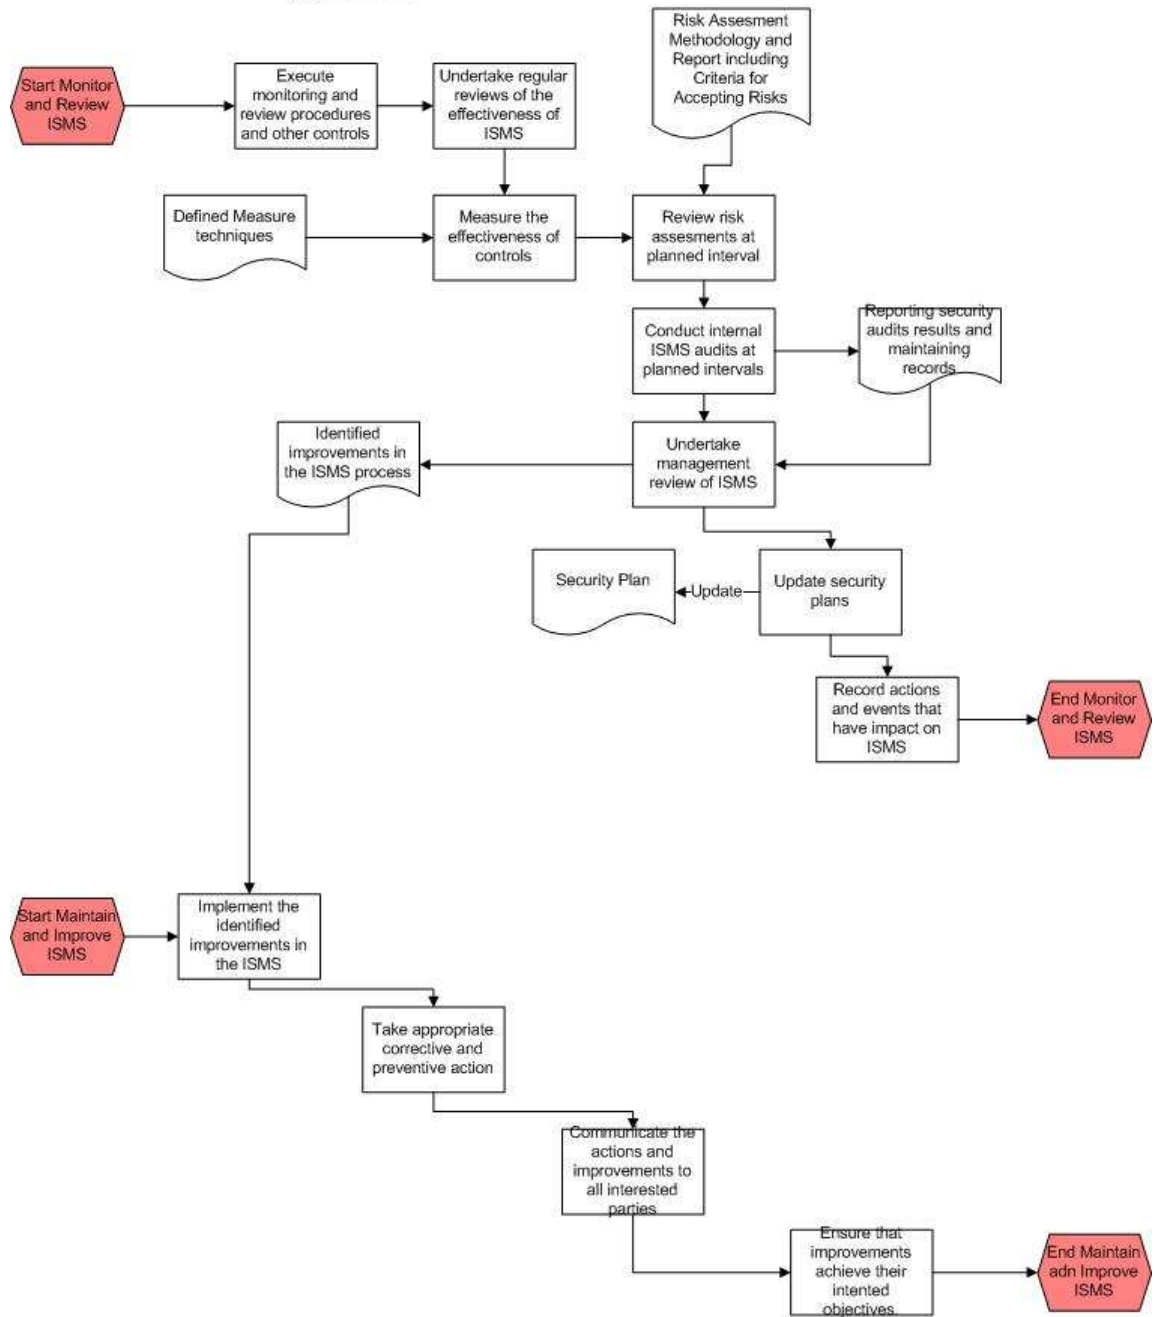 Risk Assesment
Methodology and
Report including
Criteria for
Accepting Risks
Start Monitor
and Review
ISMS
Execute
monitoring and
review procedures
and other controls
Undertake regular
reviews of the
effectiveness of
ISMS
Defined Measure
techniques
Measure the
effectiveness of
controls
Review risk
assesments at
planned interval
Conduct internal
ISMS audits at
planned intervals
Reporting security
audits results and
maintaining
records
Identified
improvements in
the ISMS process
Undertake
management
review of ISMS
Security Plan
Update
Update security
plans
Record actions
and events that
have impact on
ISMS
End Monitor
and Review
ISMS
Start Maintain
and Improve
ISMS
Implement the
identified
improvements in
the ISMS
Take appropriate
corrective and
preventive action
Communicate the
actions and
improvements to
all interested
parties
Ensure that
improvements
achieve their
intented
objectives.
End Maintain
adn Improve
ISMS